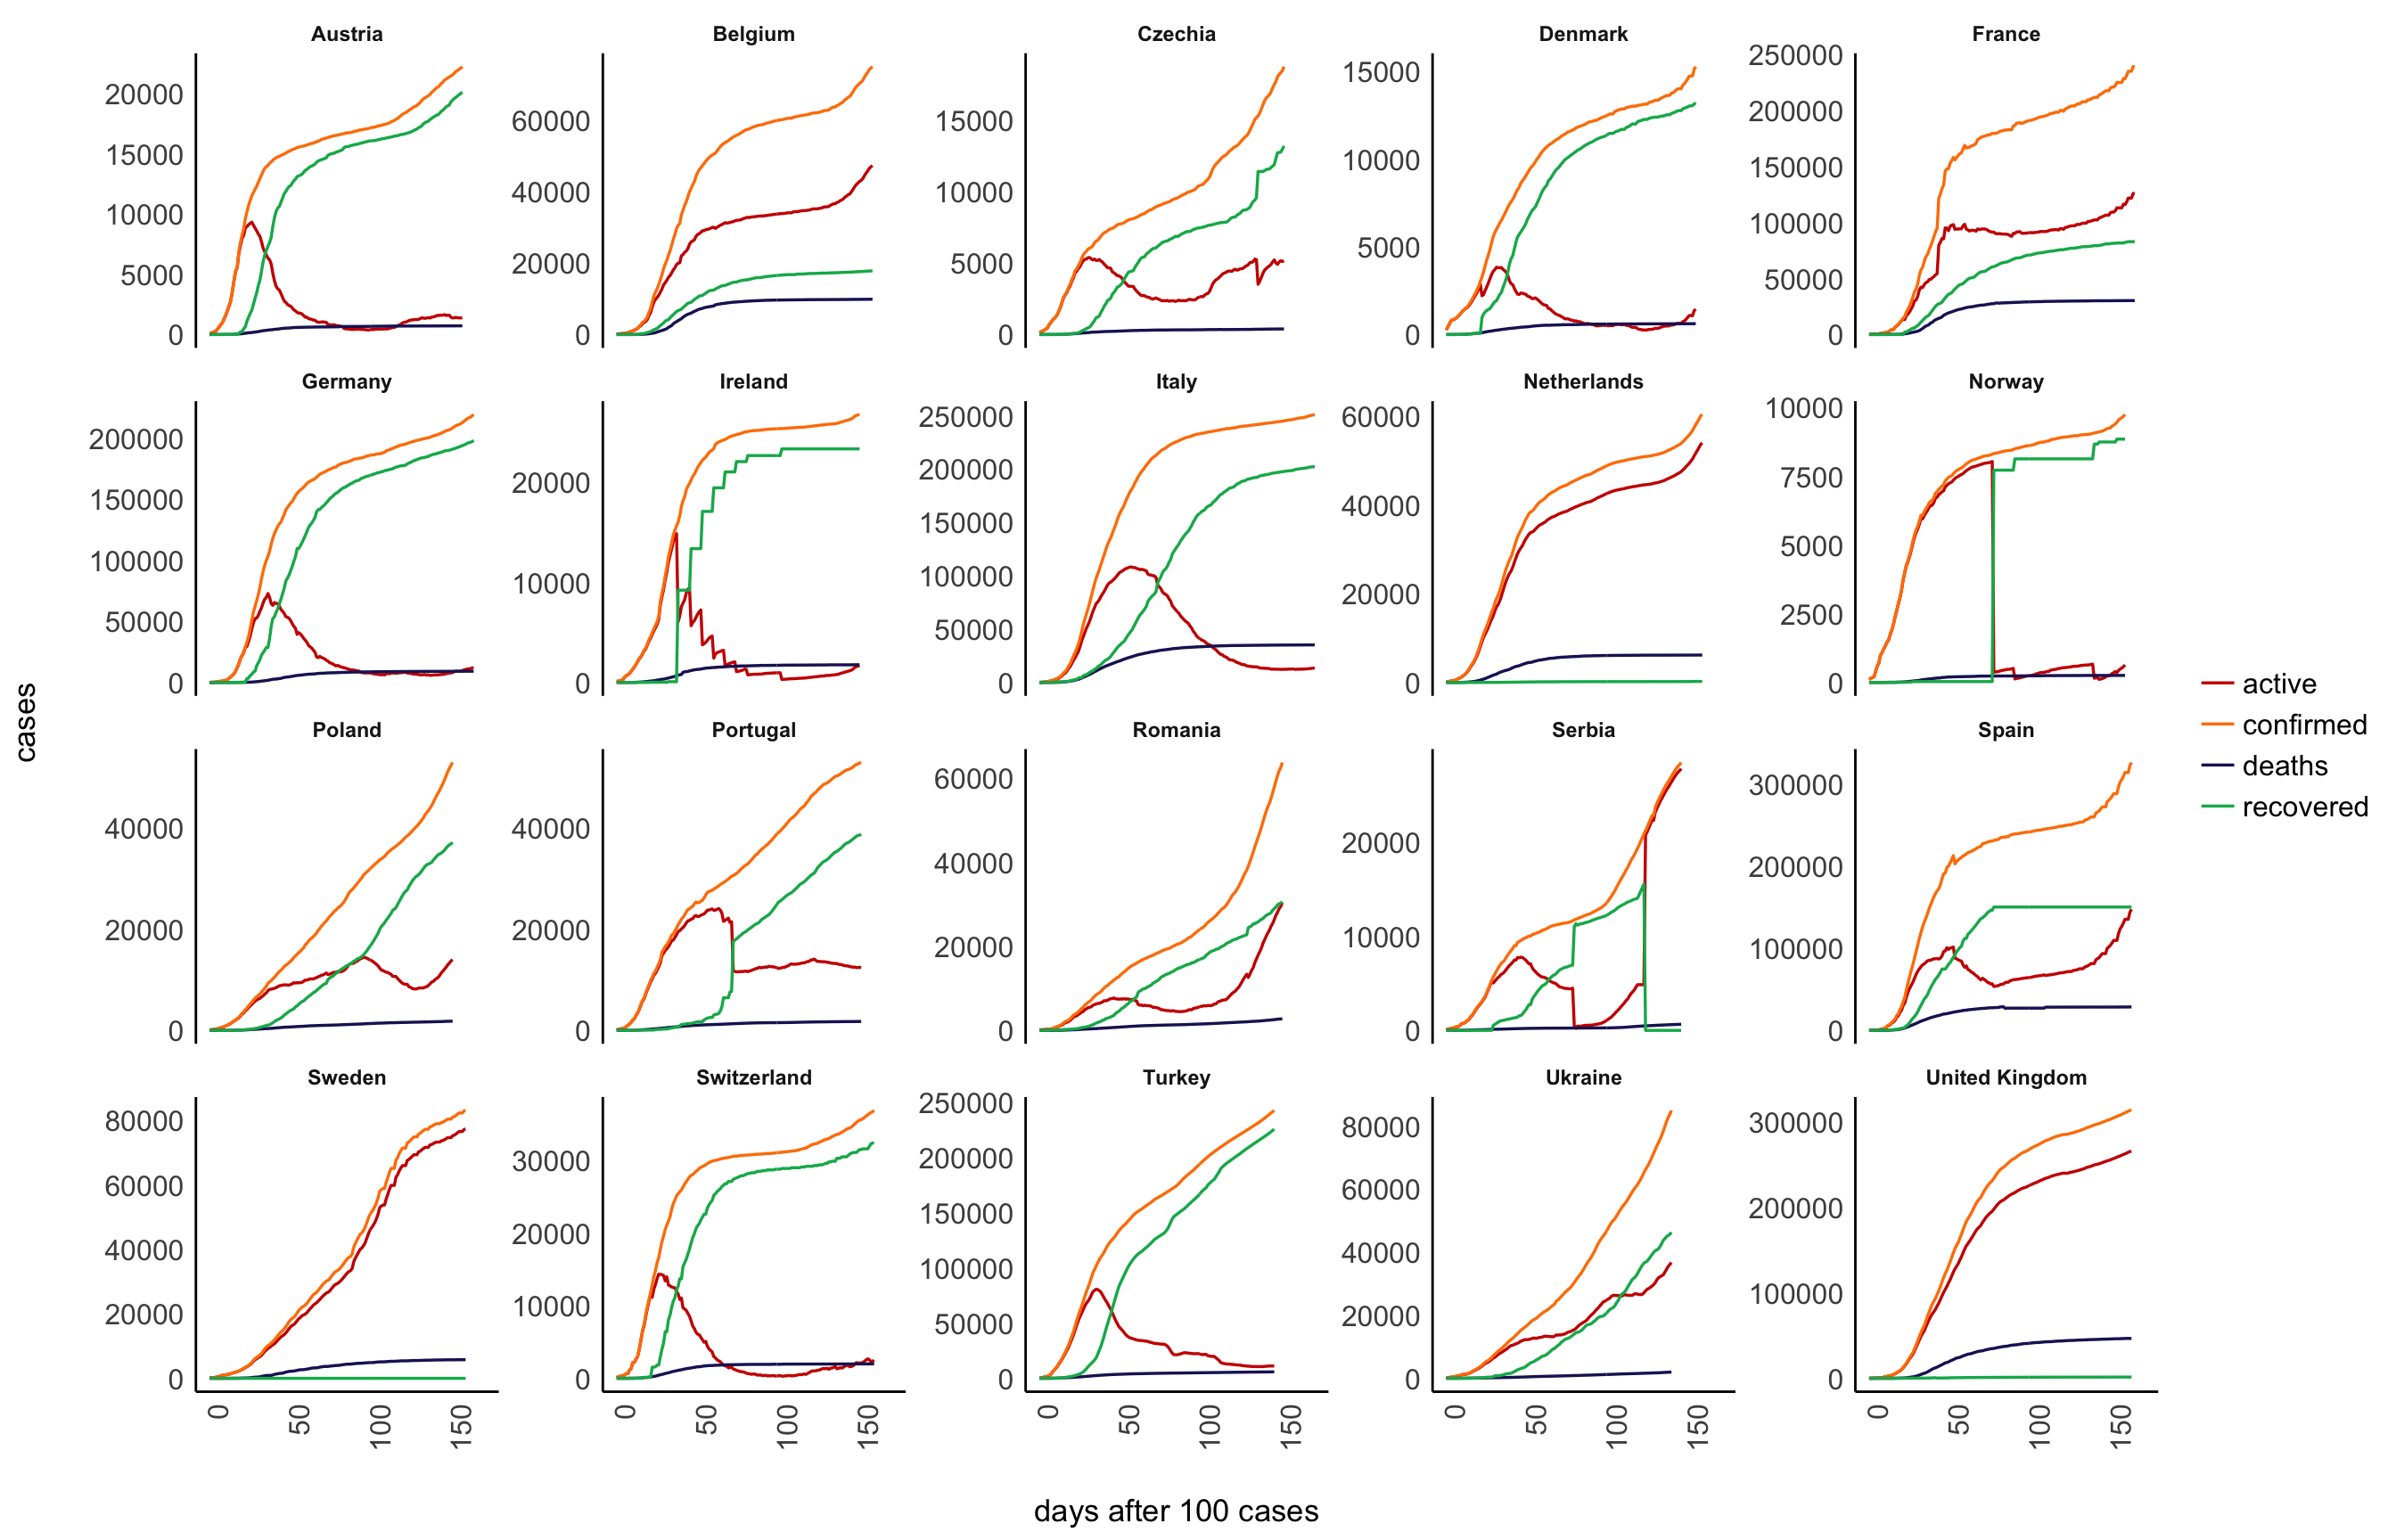 Austria Belgium Czechia Denmark France
20000 15000 10000 5000 0
60000 40000 20000 0
15000 10000 5000 0
15000 10000 5000 0
250000 200000 150000 100000 50000 0
Germany Ireland Italy Netherlands Norway
200000 150000 100000 50000 0
20000 10000 0
250000 200000 150000 100000 50000 0
60000 40000 20000 0
10000 7500 5000 2500 0
Poland Portugal Romania Serbia Spain
40000 20000 0
40000 20000 0
60000 40000 20000 0
20000 10000 0
300000 200000 100000 0
Sweden Switzerland Turkey Ukraine United Kingdom
80000 60000 40000 20000 0
30000 20000 10000 0
250000 200000 150000 100000 50000 0
80000 60000 40000 20000 0
300000 200000 100000 0
0 50 100 150 0 50 100 150 0 50 100 150 0 50 100 150 0 50 100 150
cases
days after 100 cases
active
confirmed
deaths
recovered